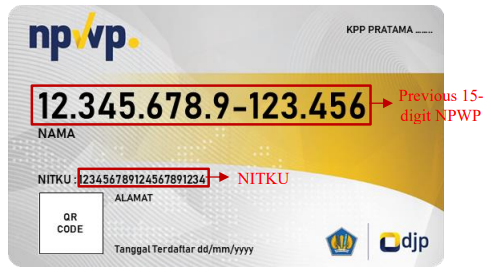 npwp.
KPP PRATAMA ........
12.345.678.9-123.456
Previous 15-
digit NPWP
NAMA
NITKU : 123456789124567891234
NITKU
ALAMAT
QR
CODE
Tanggal Terdaftar dd/mm/yyyy
djp